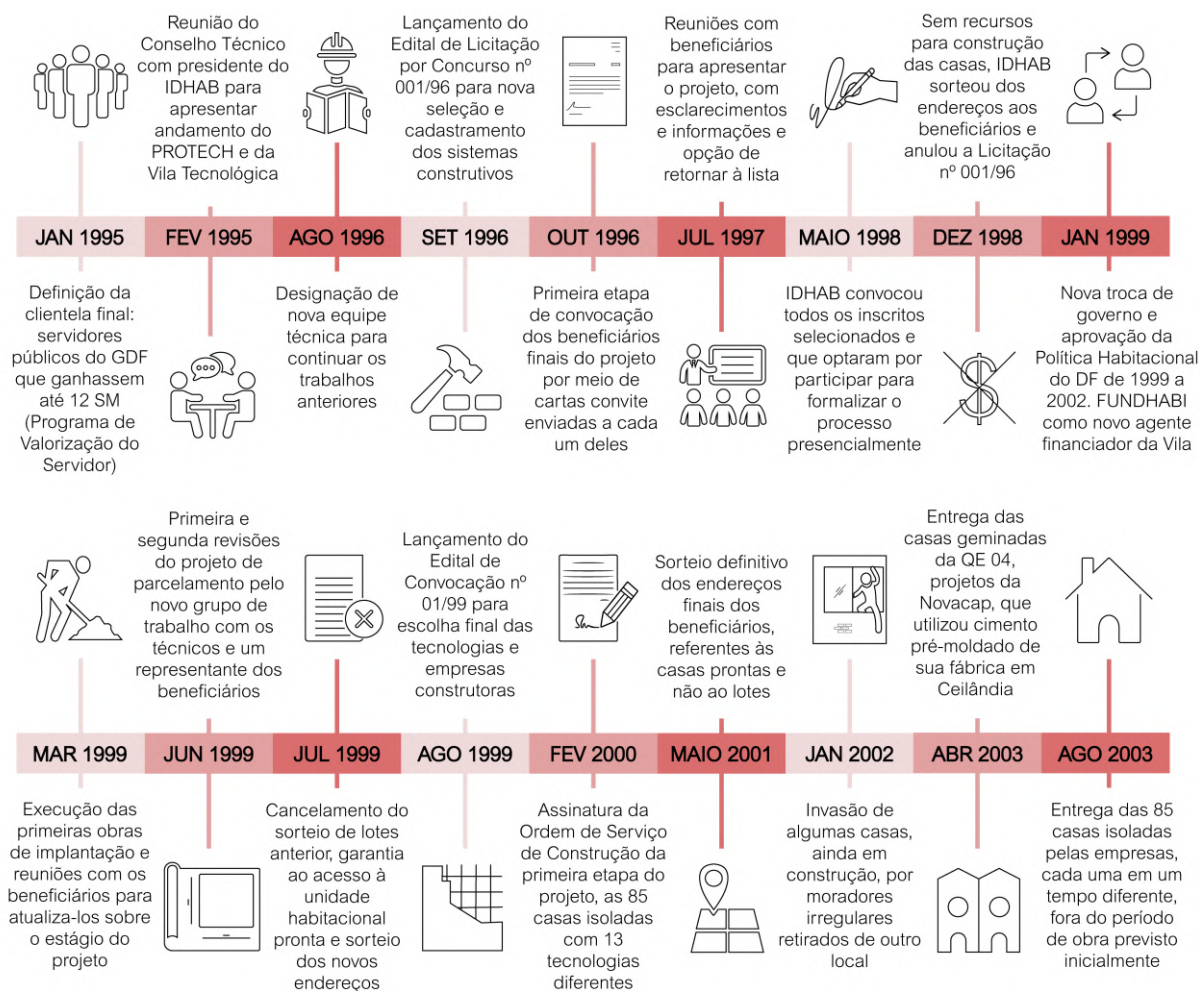 Reunião do
Conselho Técnico
com presidente do
IDHAB para
apresentar
andamento do
PROTECH e da
Vila Tecnológica
Lançamento do
Edital de Licitação
por Concurso nº
001/96 para nova
seleção e
cadastramento
dos sistemas
construtivos
Reuniões com
beneficiários
para apresentar
o projeto, com
esclarecimentos
e informações e
opção de
retornar à lista
Sem recursos
para construção
das casas, IDHAB
sorteou dos
endereços aos
beneficiários e
anulou a Licitação
nº 001/96
JAN 1995
FEV 1995
AGO 1996
SET 1996
OUT 1996
JUL 1997
MAIO 1998
DEZ 1998
JAN 1999
Definição da
clientela final:
servidores
públicos do GDF
que ganhassem
até 12 SM
(Programa de
Valorização do
Servidor)
Designação de
nova equipe
técnica para
continuar os
trabalhos
anteriores
Primeira etapa
de convocação
dos beneficiários
finais do projeto
por meio de
cartas convite
enviadas a cada
um deles
IDHAB convocou
todos os inscritos
selecionados e
que optaram por
participar para
formalizar o
processo
presencialmente
Nova troca de
governo e
aprovação da
Política Habitacional
do DF de 1999 a
2002. FUNDHABI
como novo agente
financiador da Vila
Primeira e
segunda revisões
do projeto de
parcelamento pelo
novo grupo de
trabalho com os
técnicos e um
representante dos
beneficiários
Lançamento do
Edital de
Convocação nº
01/99 para
escolha final das
tecnologias e
empresas
construtoras
Sorteio definitivo
dos endereços
finais dos
beneficiários,
referentes às
casas prontas e
não ao lotes
Entrega das
casas geminadas
da QE 04,
projetos da
Novacap, que
utilizou cimento
pré-moldado de
sua fábrica em
Ceilândia
MAR 1999
JUN 1999
JUL 1999
AGO 1999
FEV 2000
MAIO 2001
JAN 2002
ABR 2003
AGO 2003
Execução das
primeiras obras
de implantação e
reuniões com os
beneficiários para
atualiza-los sobre
o estágio do
projeto
Cancelamento do
sorteio de lotes
anterior, garantia
ao acesso à
unidade
habitacional
pronta e sorteio
dos novos
endereços
Assinatura da
Ordem de Serviço
de Construção da
primeira etapa do
projeto, as 85
casas isoladas
com 13
tecnologias
diferentes
Invasão de
algumas casas,
ainda em
construção, por
moradores
irregulares
retirados de outro
local
Entrega das 85
casas isoladas
pelas empresas,
cada uma em um
tempo diferente,
fora do período
de obra previsto
inicialmente